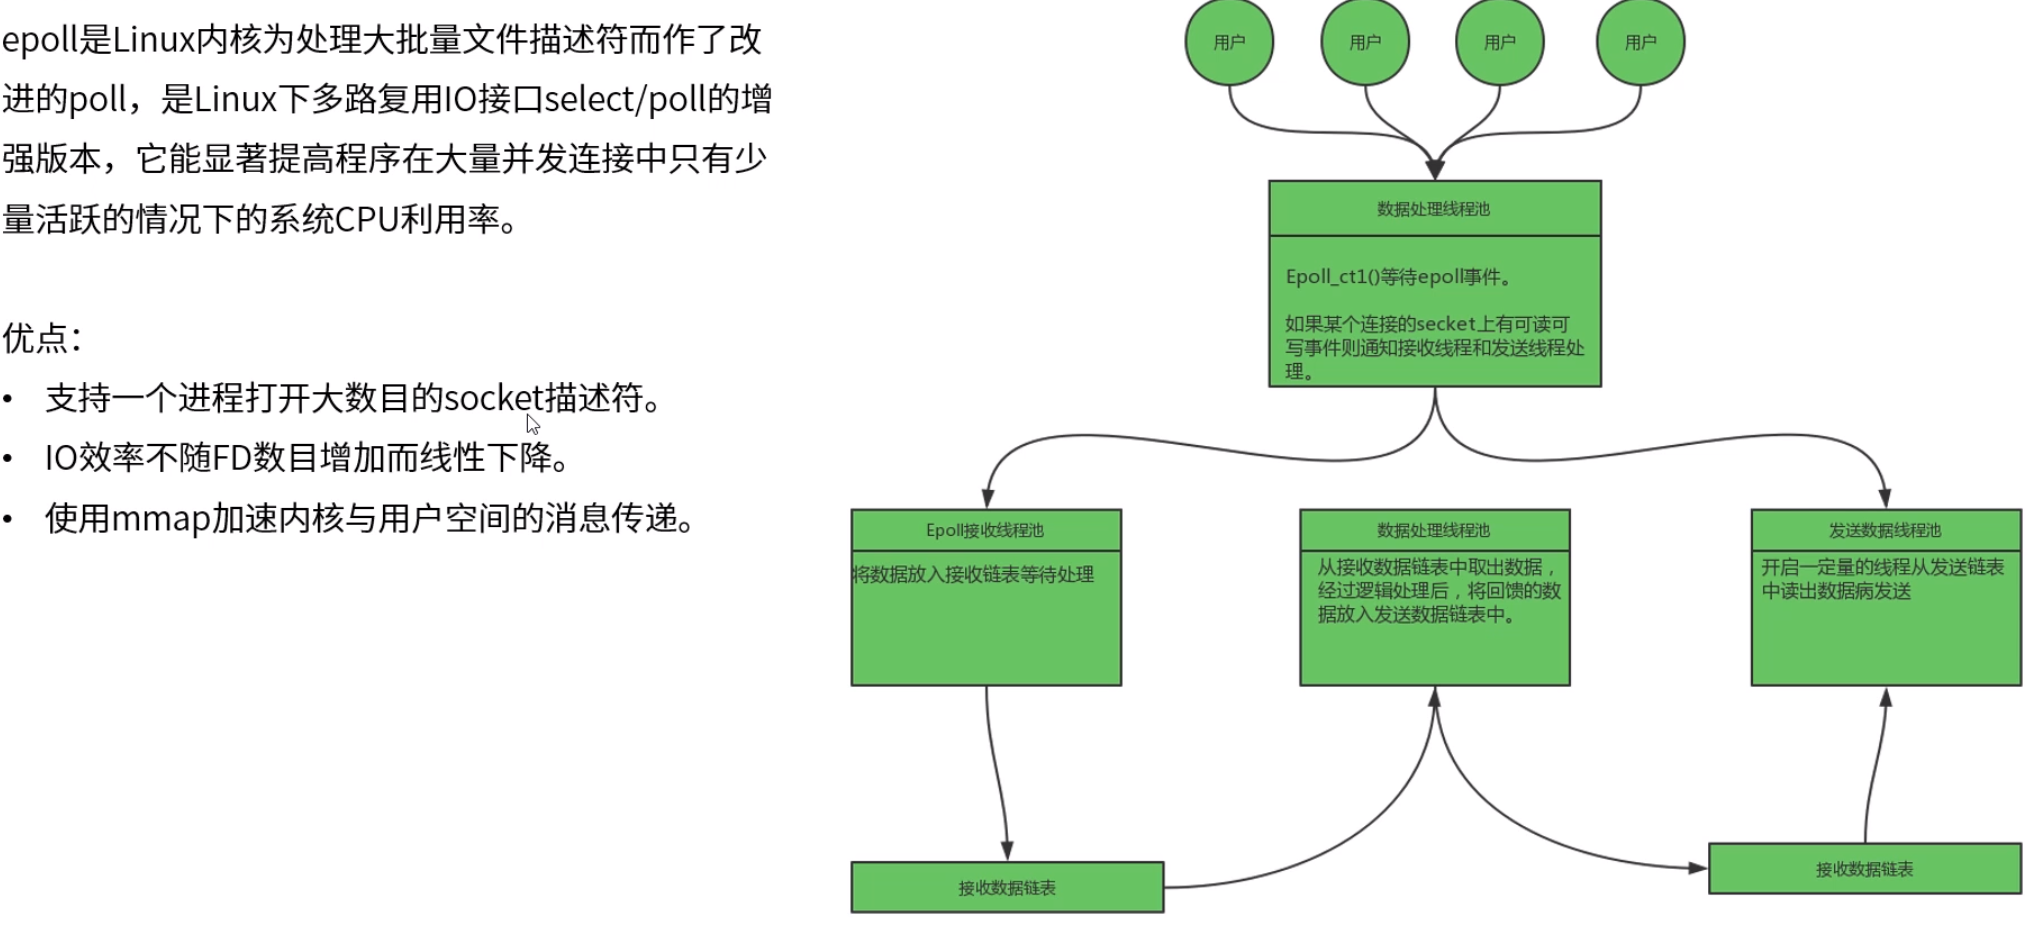 epoll是Linux内核为处理大批量文件描述符而作了改
进的poll，是Linux下多路复用IO接口select/poll的增
强版本，它能显著提高程序在大量并发连接中只有少
量活跃的情况下的系统CPU利用率。
优点：
• 支持一个进程打开大数目的socket描述符。
• IO效率不随FD数目增加而线性下降。
• 使用mmap加速内核与用户空间的消息传递。
用户
用户
用户
用户
数据处理线程池
Epoll_ct1()等待epoll事件。
如果某个连接的secket上有可读可
写事件则通知接收线程和发送线程处
理。
Epoll接收线程池
将数据放入接收链表等待处理
数据处理线程池
从接收数据链表中取出数据，
经过逻辑处理后，将回馈的数
据放入发送数据链表中。
发送数据线程池
开启一定量的线程从发送链表
中读出数据病发送
接收数据链表
接收数据链表